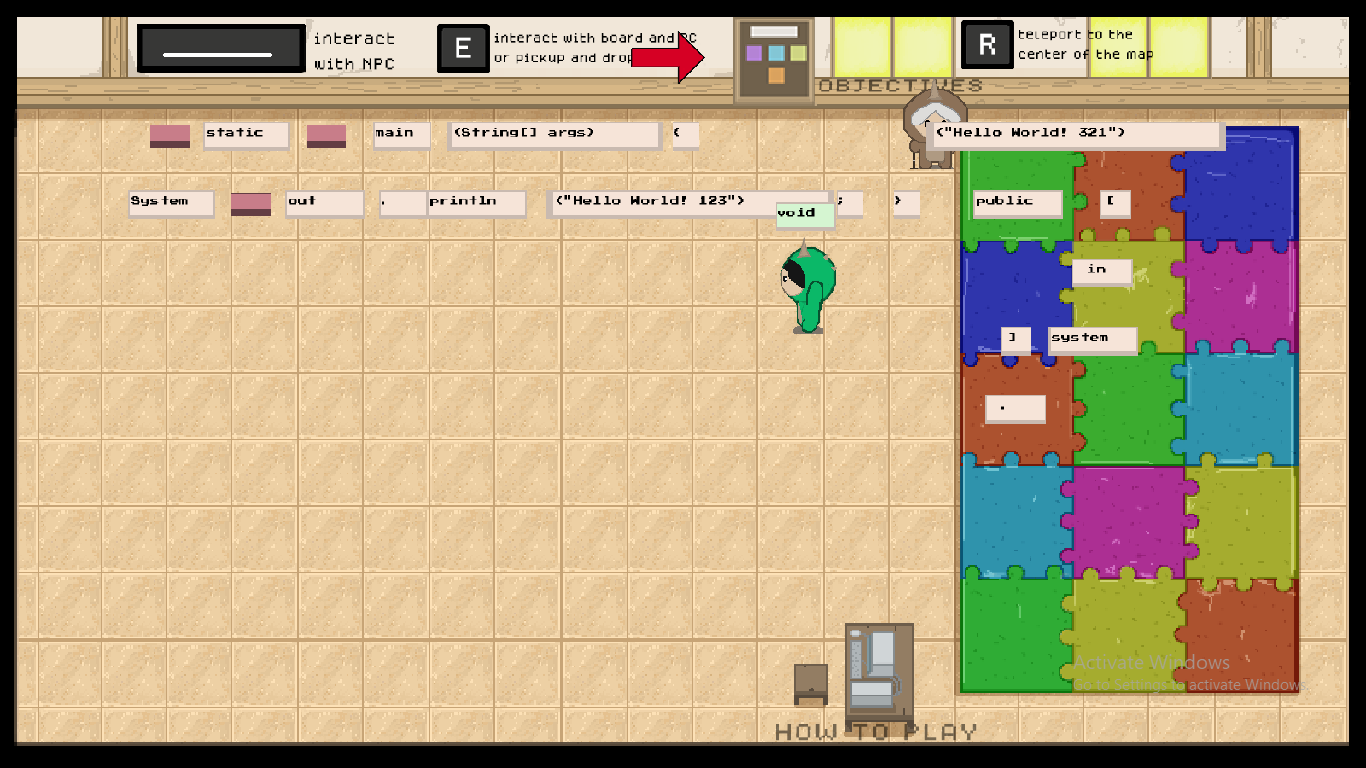 interact
with NPC
E
interact with board and PC
or pickup and drop
R
teleport to the
center of the map
OBJECTIVES
static
main
(String[] args)
{
("Hello World! 321")
System
out
.
println
("Hello World! 123")
;
}
public
[
void
in
]
system
.
Activate Windows
Go to Settings to activate Windows.
HOW TO PLAY